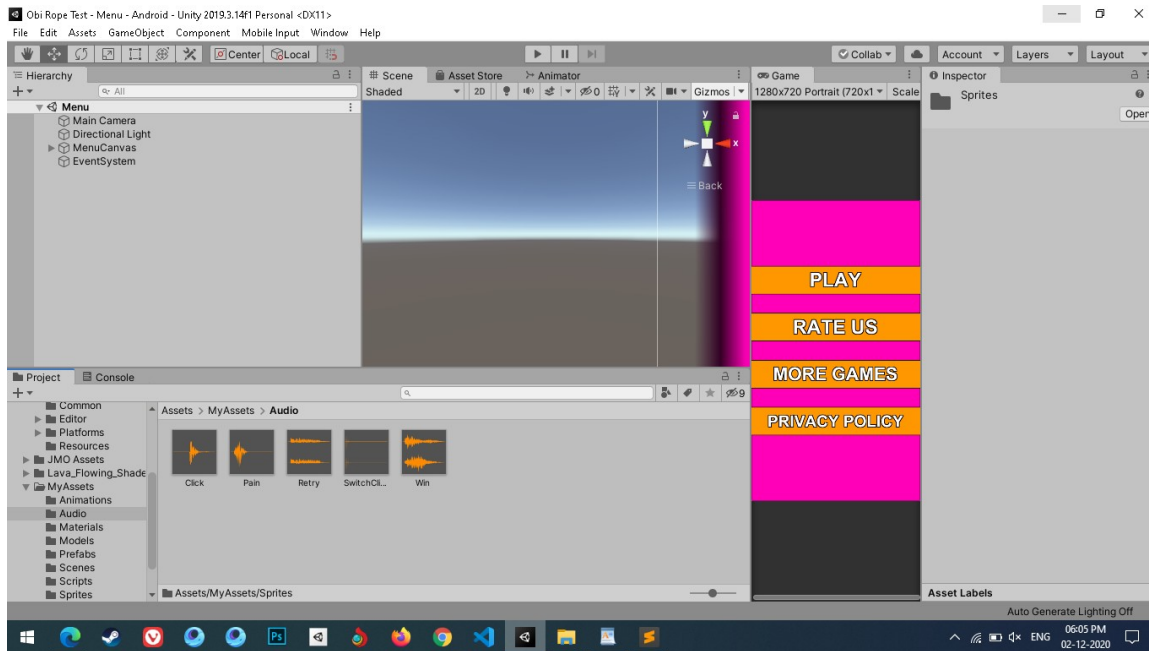 Obi Rope Test - Menu - Android - Unity 2019.3.14f1 Personal <DX11>
File Edit Assets GameObject Component Mobile Input Window Help
Center Local Collab Account Layers Layout
Hierarchy
All
Menu
Main Camera
Directional Light
MenuCanvas
EventSystem
Scene Asset Store Animator
Shaded 2D 0 Gizmos
y
x
Back
Game
1280x720 Portrait (720x1 Scale
PLAY
RATE US
MORE GAMES
PRIVACY POLICY
Inspector
Sprites
Open
Asset Labels
Project Console
9
Common
Editor
Platforms
Resources
JMO Assets
Lava_Flowing_Shade
MyAssets
Animations
Audio
Materials
Models
Prefabs
Scenes
Scripts
Sprites
Assets > MyAssets > Audio
Click Pain Retry SwitchCli... Win
Assets/MyAssets/Sprites
Auto Generate Lighting Off
Ps
ENG
06:05 PM
02-12-2020